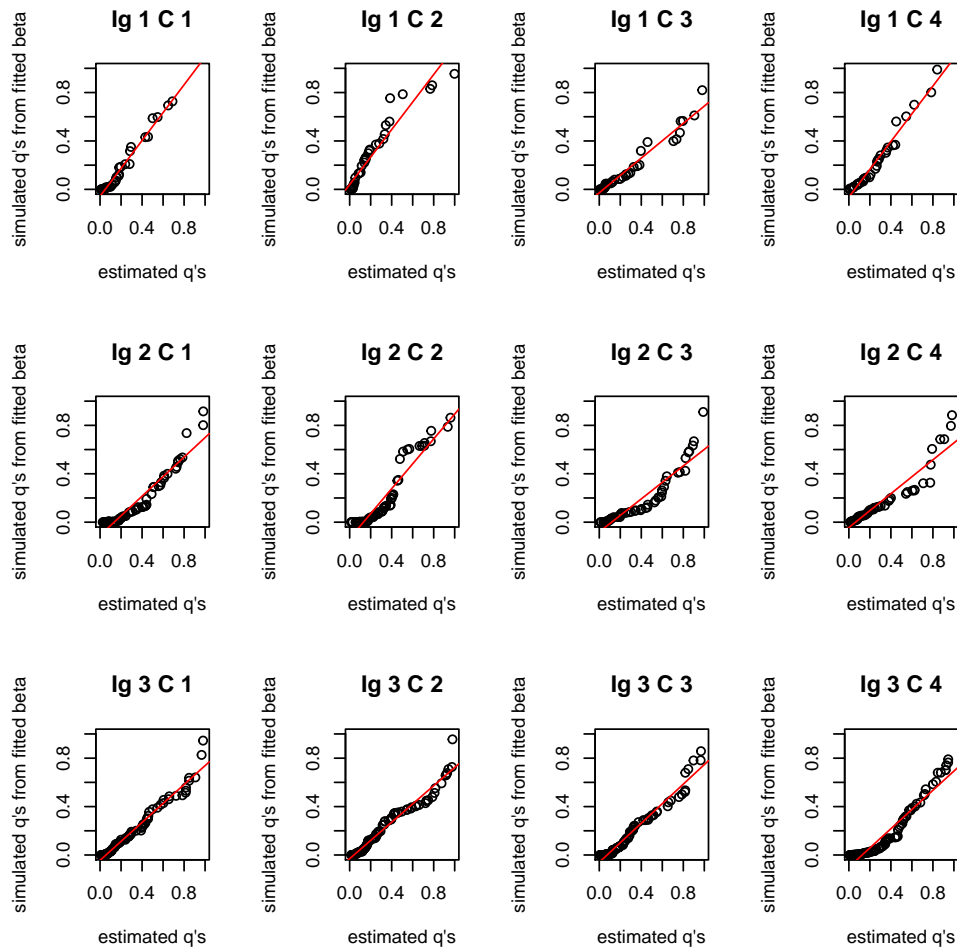 Ig 1 C 1
simulated q's from fitted beta
0.0 0.4 0.8
0.0 0.4 0.8
estimated q's
Ig 1 C 2
simulated q's from fitted beta
0.0 0.4 0.8
0.0 0.4 0.8
estimated q's
Ig 1 C 3
simulated q's from fitted beta
0.0 0.4 0.8
0.0 0.4 0.8
estimated q's
Ig 1 C 4
simulated q's from fitted beta
0.0 0.4 0.8
0.0 0.4 0.8
estimated q's
Ig 2 C 1
simulated q's from fitted beta
0.0 0.4 0.8
0.0 0.4 0.8
estimated q's
Ig 2 C 2
simulated q's from fitted beta
0.0 0.4 0.8
0.0 0.4 0.8
estimated q's
Ig 2 C 3
simulated q's from fitted beta
0.0 0.4 0.8
0.0 0.4 0.8
estimated q's
Ig 2 C 4
simulated q's from fitted beta
0.0 0.4 0.8
0.0 0.4 0.8
estimated q's
Ig 3 C 1
simulated q's from fitted beta
0.0 0.4 0.8
0.0 0.4 0.8
estimated q's
Ig 3 C 2
simulated q's from fitted beta
0.0 0.4 0.8
0.0 0.4 0.8
estimated q's
Ig 3 C 3
simulated q's from fitted beta
0.0 0.4 0.8
0.0 0.4 0.8
estimated q's
Ig 3 C 4
simulated q's from fitted beta
0.0 0.4 0.8
0.0 0.4 0.8
estimated q's